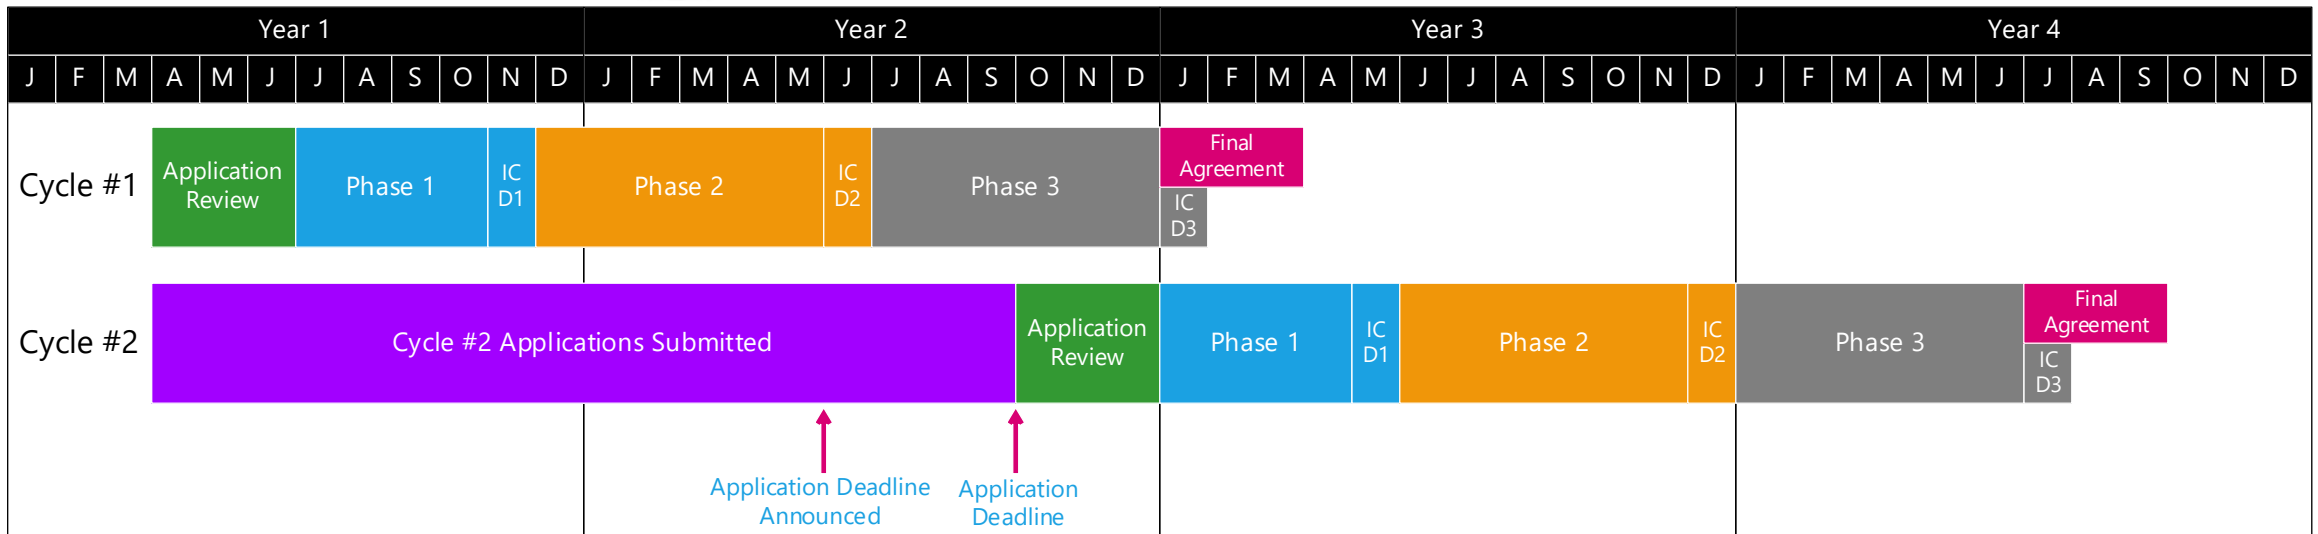 Year 1 Year 2 Year 3 Year 4
J F M A M J J A S O N D J F M A M J J A S O N D J F M A M J J A S O N D J F M A M J J A S O N D
Cycle #1
Application
Review
Phase 1
IC
D1
Phase 2
IC
D2
Phase 3
Final
Agreement
IC
D3
Cycle #2
Cycle #2 Applications Submitted
Application
Review
Phase 1
IC
D1
Phase 2
IC
D2
Phase 3
Final
Agreement
IC
D3
Application Deadline
Announced
Application
Deadline